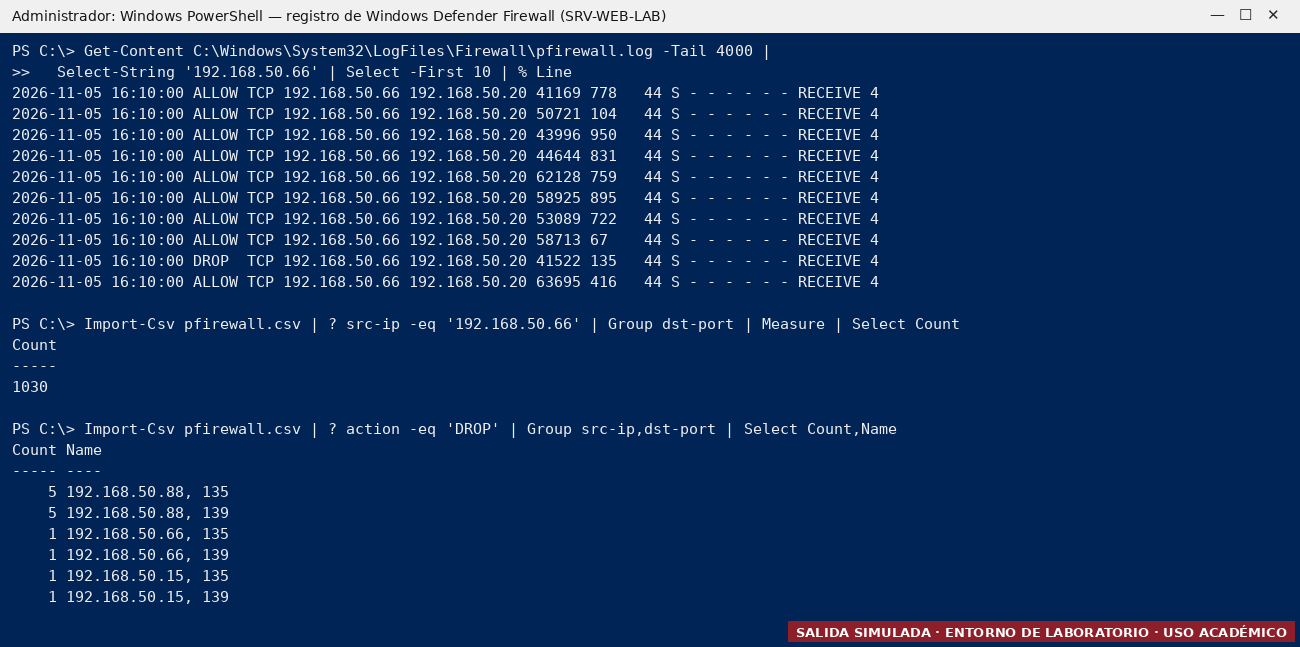 Administrador: Windows PowerShell — registro de Windows Defender Firewall (SRV-WEB-LAB)
PS C:\> Get-Content C:\Windows\System32\LogFiles\Firewall\pfirewall.log -Tail 4000 |
>>   Select-String '192.168.50.66' | Select -First 10 | % Line
2026-11-05 16:10:00 ALLOW TCP 192.168.50.66 192.168.50.20 41169 778   44 S - - - - - - RECEIVE 4
2026-11-05 16:10:00 ALLOW TCP 192.168.50.66 192.168.50.20 50721 104   44 S - - - - - - RECEIVE 4
2026-11-05 16:10:00 ALLOW TCP 192.168.50.66 192.168.50.20 43996 950   44 S - - - - - - RECEIVE 4
2026-11-05 16:10:00 ALLOW TCP 192.168.50.66 192.168.50.20 44644 831   44 S - - - - - - RECEIVE 4
2026-11-05 16:10:00 ALLOW TCP 192.168.50.66 192.168.50.20 62128 759   44 S - - - - - - RECEIVE 4
2026-11-05 16:10:00 ALLOW TCP 192.168.50.66 192.168.50.20 58925 895   44 S - - - - - - RECEIVE 4
2026-11-05 16:10:00 ALLOW TCP 192.168.50.66 192.168.50.20 53089 722   44 S - - - - - - RECEIVE 4
2026-11-05 16:10:00 ALLOW TCP 192.168.50.66 192.168.50.20 58713 67    44 S - - - - - - RECEIVE 4
2026-11-05 16:10:00 DROP  TCP 192.168.50.66 192.168.50.20 41522 135   44 S - - - - - - RECEIVE 4
2026-11-05 16:10:00 ALLOW TCP 192.168.50.66 192.168.50.20 63695 416   44 S - - - - - - RECEIVE 4
PS C:\> Import-Csv pfirewall.csv | ? src-ip -eq '192.168.50.66' | Group dst-port | Measure | Select Count
Count
-----
1030
PS C:\> Import-Csv pfirewall.csv | ? action -eq 'DROP' | Group src-ip,dst-port | Select Count,Name
Count Name
----- ----
    5 192.168.50.88, 135
    5 192.168.50.88, 139
    1 192.168.50.66, 135
    1 192.168.50.66, 139
    1 192.168.50.15, 135
    1 192.168.50.15, 139
SALIDA SIMULADA · ENTORNO DE LABORATORIO · USO ACADÉMICO